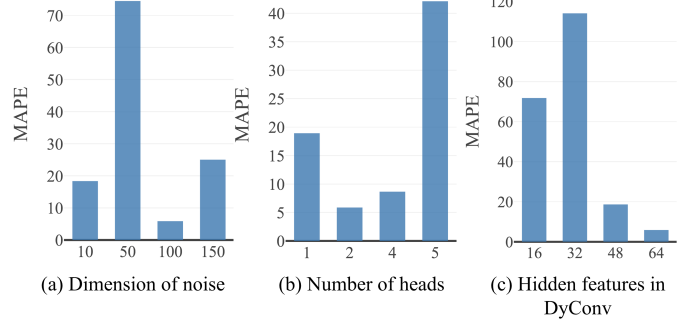 MAPE
70
60
50
40
30
20
10
0
10 50 100 150
(a) Dimension of noise
MAPE
40
35
30
25
20
15
10
5
0
1 2 4 5
(b) Number of heads
MAPE
120
100
80
60
40
20
0
16 32 48 64
(c) Hidden features in
DyConv